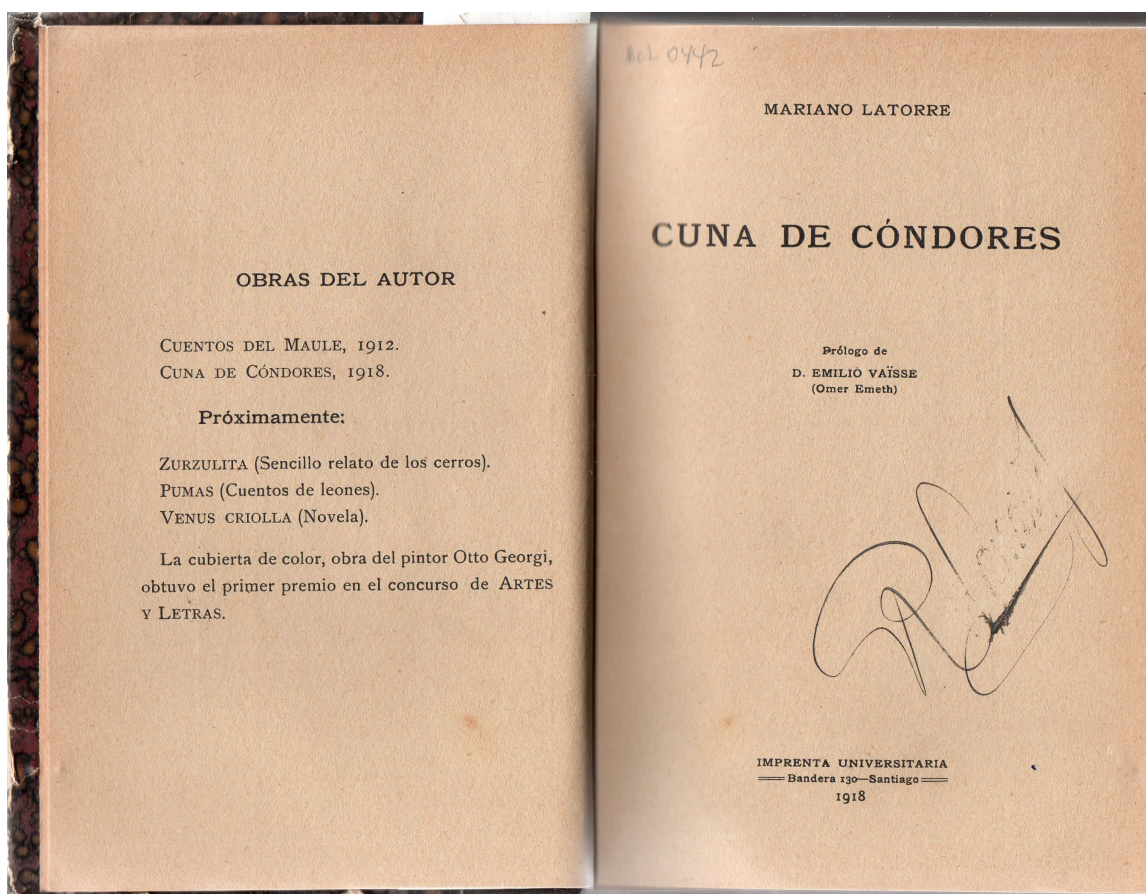 OBRAS DEL AUTOR
CUENTOS DEL MAULE, 1912.
CUNA DE CÓNDORES, 1918.
Próximamente:
ZURZULITA (Sencillo relato de los cerros).
PUMAS (Cuentos de leones).
VENUS CRIOLLA (Novela).
La cubierta de color, obra del pintor Otto Georgi,
obtuvo el primer premio en el concurso de ARTES
Y LETRAS.
0442
MARIANO LATORRE
CUNA DE CÓNDORES
Prólogo de
D. EMILIO VAÏSSE
(Omer Emeth)
IMPRENTA UNIVERSITARIA
Bandera 130—Santiago
1918